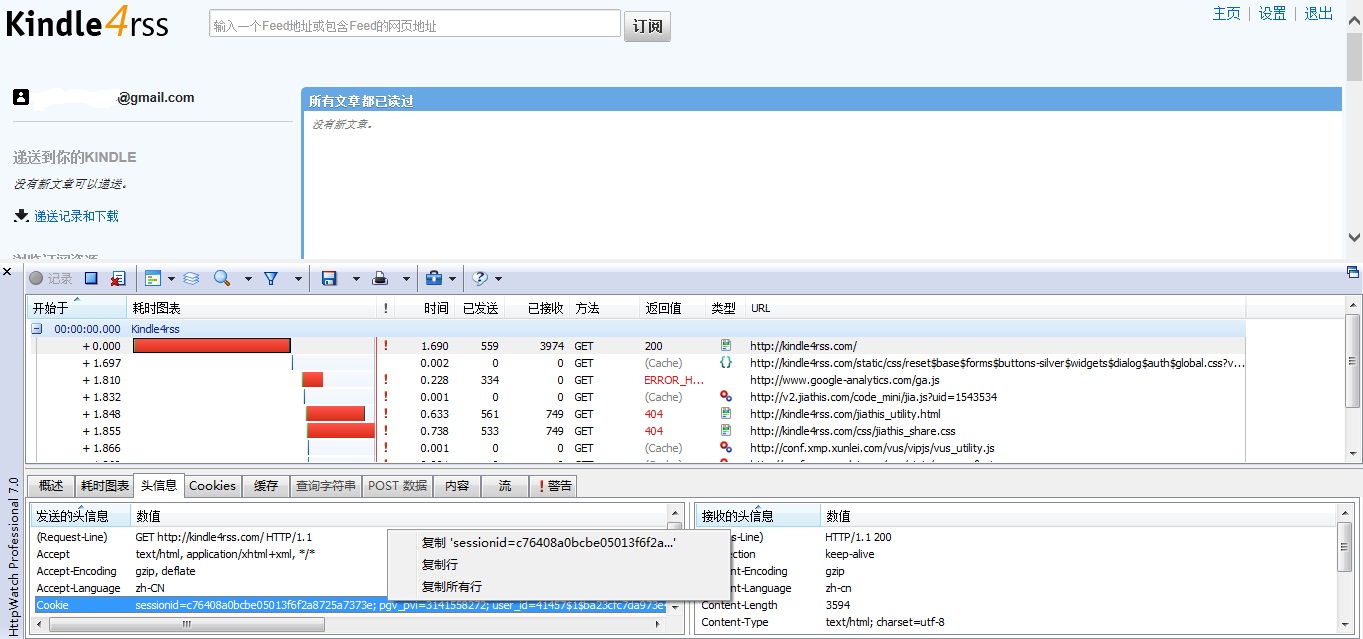 Kindle4rss
输入一个Feed地址或包含Feed的网页地址
订阅
主页 | 设置 | 退出
@gmail.com
所有文章都已读过
没有新文章。
递送到你的KINDLE
没有新文章可以递送。
递送记录和下载
记录
开始于 耗时图表 ! 时间 已发送 已接收 方法 返回值 类型 URL
00:00:00.000 Kindle4rss
+ 0.000 ! 1.690 559 3974 GET 200 http://kindle4rss.com/
+ 1.697 0.002 0 0 GET (Cache) http://kindle4rss.com/static/css/reset$base$forms$buttons-silver$widgets$dialog$auth$global.css?v...
+ 1.810 ! 0.228 334 0 GET ERROR_H... http://www.google-analytics.com/ga.js
+ 1.832 ! 0.001 0 0 GET (Cache) http://v2.jiathis.com/code_mini/jia.js?uid=1543534
+ 1.848 ! 0.633 561 749 GET 404 http://kindle4rss.com/jiathis_utility.html
+ 1.855 ! 0.738 533 749 GET 404 http://kindle4rss.com/css/jiathis_share.css
+ 1.866 ! 0.001 0 0 GET (Cache) http://conf.xmp.xunlei.com/vus/vipjs/vus_utility.js
概述 耗时图表 头信息 Cookies 缓存 查询字符串 POST 数据 内容 流 ! 警告
发送的头信息 数值
(Request-Line) GET http://kindle4rss.com/ HTTP/1.1
Accept text/html, application/xhtml+xml, */*
Accept-Encoding gzip, deflate
Accept-Language zh-CN
Cookie sessionid=c76408a0bcbe05013f6f2a8725a7373e; pgv_pvi=3141558272; user_id=41457$1$ba23cfc7da973e
复制 'sessionid=c76408a0bcbe05013f6f2a...'
复制行
复制所有行
接收的头信息 数值
s-Line) HTTP/1.1 200
ction keep-alive
nt-Encoding gzip
nt-Language zh-cn
Content-Length 3594
Content-Type text/html; charset=utf-8
HttpWatch Professional 7.0